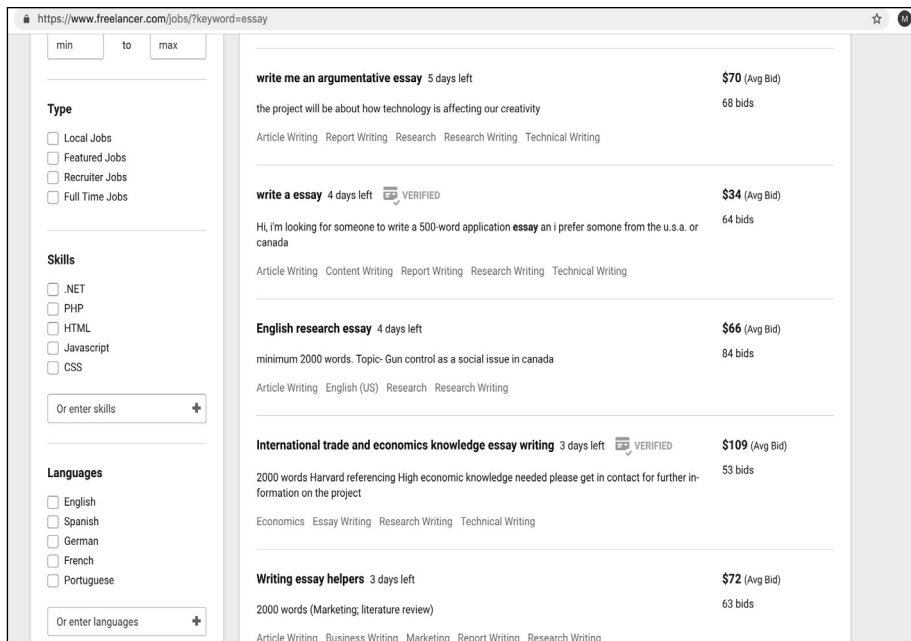 https://www.freelancer.com/jobs/?keyword=essay
M
min to max
Type
Local Jobs
Featured Jobs
Recruiter Jobs
Full Time Jobs
Skills
.NET
PHP
HTML
Javascript
CSS
Or enter skills
Languages
English
Spanish
German
French
Portuguese
Or enter languages
write me an argumentative essay 5 days left $70 (Avg Bid)
68 bids
the project will be about how technology is affecting our creativity
Article Writing Report Writing Research Research Writing Technical Writing
write a essay 4 days left VERIFIED $34 (Avg Bid)
64 bids
Hi, i'm looking for someone to write a 500-word application essay an i prefer somone from the u.s.a. or
canada
Article Writing Content Writing Report Writing Research Writing Technical Writing
English research essay 4 days left $66 (Avg Bid)
84 bids
minimum 2000 words. Topic- Gun control as a social issue in canada
Article Writing English (US) Research Research Writing
International trade and economics knowledge essay writing 3 days left VERIFIED $109 (Avg Bid)
53 bids
2000 words Harvard referencing High economic knowledge needed please get in contact for further in-
formation on the project
Economics Essay Writing Research Writing Technical Writing
Writing essay helpers 3 days left $72 (Avg Bid)
63 bids
2000 words (Marketing; literature review)
Article Writing Business Writing Marketing Report Writing Research Writing